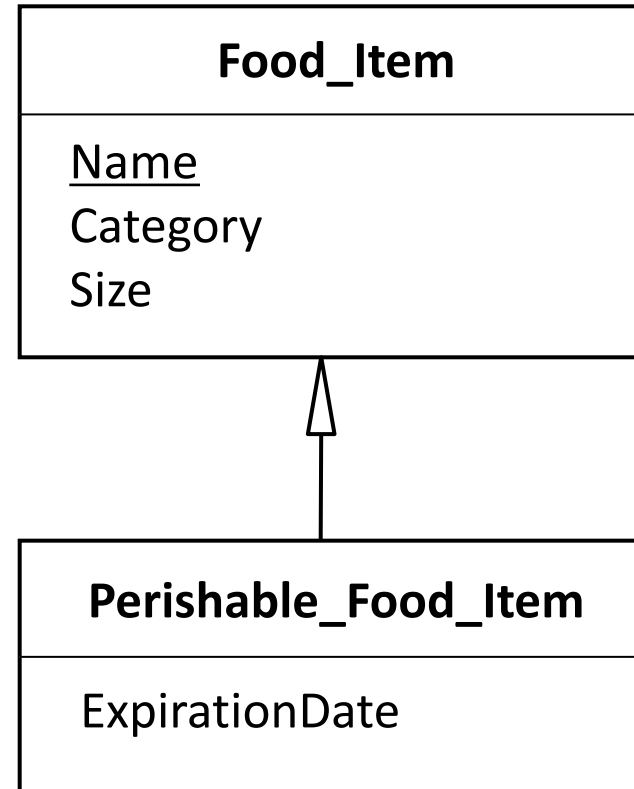 Food_Item
Name
Category
Size
Perishable_Food_Item
ExpirationDate